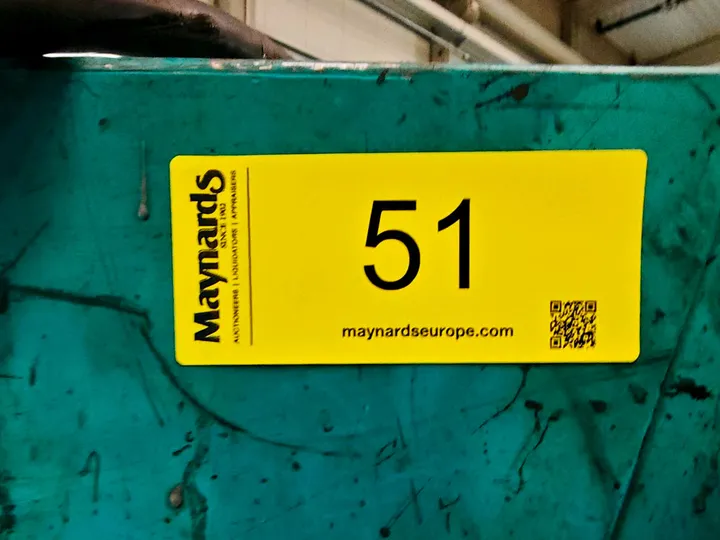 Maynards
SINCE 1902
AUCTIONEERS | LIQUIDATORS | APPRAISERS
51
maynardseurope.com